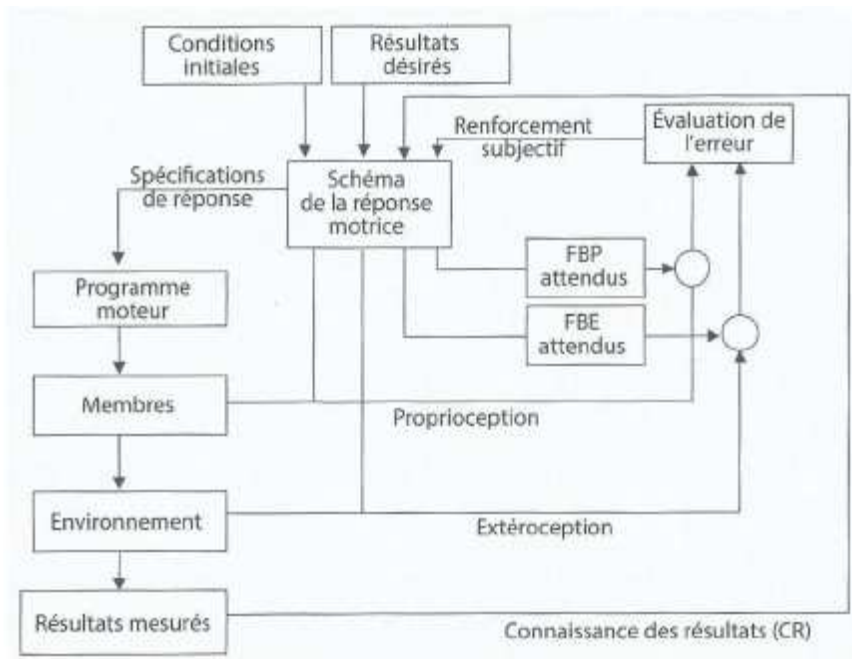 Conditions
initiales
Résultats
désirés
Renforcement
subjectif
Évaluation de
l'erreur
Spécifications
de réponse
Schéma
de la réponse
motrice
FBP
attendus
Programme
moteur
FBE
attendus
Membres
Proprioception
Environnement
Extéroception
Résultats mesurés
Connaissance des résultats (CR)